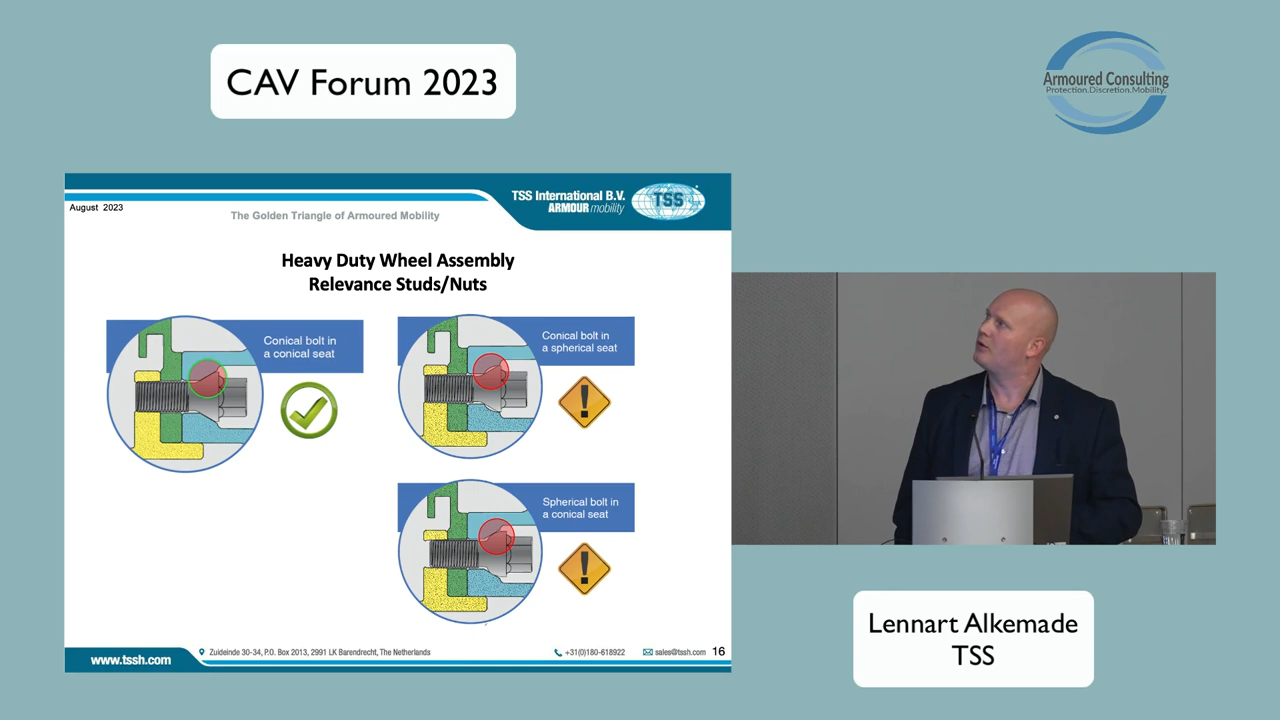 CAV Forum 2023
Armoured Consulting
Protection.Discretion.Mobility.
TSS International B.V.
ARMOUR mobility
TSS
August 2023
The Golden Triangle of Armoured Mobility
Heavy Duty Wheel Assembly
Relevance Studs/Nuts
Conical bolt in
a conical seat
Conical bolt in
a spherical seat
Spherical bolt in
a conical seat
www.tssh.com
Zuideinde 30-34, P.O. Box 2013, 2991 LK Barendrecht, The Netherlands
+31(0)180-618922
sales@tssh.com
16
Lennart Alkemade
TSS